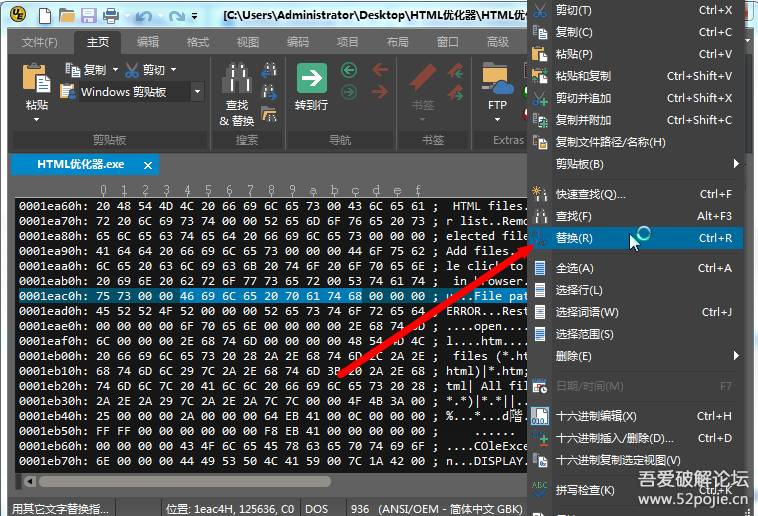 [C:\Users\Administrator\Desktop\HTML优化器\HTML优
文件(F) 主页 编辑 格式 视图 编码 项目 布局 窗口 高级
粘贴 复制 剪切 Windows 剪贴板 查找 & 替换 转到行 书签 FTP
剪贴板 搜索 导航 书签 Extras
HTML优化器.exe ×
0 1 2 3 4 5 6 7 8 9 a b c d e f
0001ea60h: 20 48 54 4D 4C 20 66 69 6C 65 73 00 43 6C 65 61 ; HTML files.
0001ea70h: 72 20 6C 69 73 74 00 00 52 65 6D 6F 76 65 20 73 ; r list..Remo
0001ea80h: 65 6C 65 63 74 65 64 20 66 69 6C 65 73 00 00 00 ; elected file
0001ea90h: 41 64 64 20 66 69 6C 65 73 00 00 00 44 6F 75 62 ; Add files..
0001eaa0h: 6C 65 20 63 6C 69 63 6B 20 74 6F 20 6F 70 65 6E ; le click to
0001eab0h: 20 69 6E 20 62 72 6F 77 73 65 72 00 53 74 61 74 ; in browser.
0001eac0h: 75 73 00 00 46 69 6C 65 20 70 61 74 68 00 00 00 ; u...File pat
0001ead0h: 45 52 52 4F 52 00 00 00 52 65 73 74 6F 72 65 64 ; ERROR...Rest
0001eae0h: 00 00 00 00 6F 70 65 6E 00 00 00 00 2E 68 74 6D ; ....open....
0001eaf0h: 6C 00 00 00 2E 68 74 6D 00 00 00 00 48 54 4D 4C ; l....htm....
0001eb00h: 20 66 69 6C 65 73 20 28 2A 2E 68 74 6D 2C 2A 2E ; files (*.ht
0001eb10h: 68 74 6D 6C 29 7C 2A 2E 68 74 6D 3B 20 2A 2E 68 ; html)|*.htm;
0001eb20h: 74 6D 6C 7C 20 41 6C 6C 20 66 69 6C 65 73 20 28 ; tml| All fil
0001eb30h: 2A 2E 2A 29 7C 2A 2E 2A 7C 7C 00 00 4F 4B 3A 00 ; *.*)|*.*||..
0001eb40h: 25 00 00 00 2A 00 00 00 64 EB 41 00 0C 00 00 00 ; %...*...d
0001eb50h: FF FF 00 00 00 00 00 00 F8 EB 41 00 00 00 00 00 ; ......
0001eb60h: 00 00 00 00 43 4F 6C 65 45 78 63 65 70 74 69 6F ; ....COleExce
0001eb70h: 6E 00 00 00 44 49 53 50 4C 41 59 00 7C 1A 42 00 ; n...DISPLAY.
用其它文字替换指... 位置: 1eac4H, 125636, C0 DOS 936 (ANSI/OEM - 简体中文 GBK)
剪切(T) Ctrl+X
复制(C) Ctrl+C
粘贴(P) Ctrl+V
粘贴和复制 Ctrl+Shift+V
剪切并追加 Ctrl+Shift+X
复制并附加 Ctrl+Shift+C
复制文件路径/名称(H)
剪贴板(B)
快速查找(Q)... Ctrl+F
查找(F) Alt+F3
替换(R) Ctrl+R
全选(A) Ctrl+A
选择行(L)
选择词语(W) Ctrl+J
选择范围(S)
删除(E)
日期/时间(M) F7
十六进制编辑(X) Ctrl+H
十六进制插入/删除(D)... Ctrl+D
十六进制复制选定视图(V)
拼写检查(K) Ctrl+K
吾爱破解论坛
www.52pojie.cn